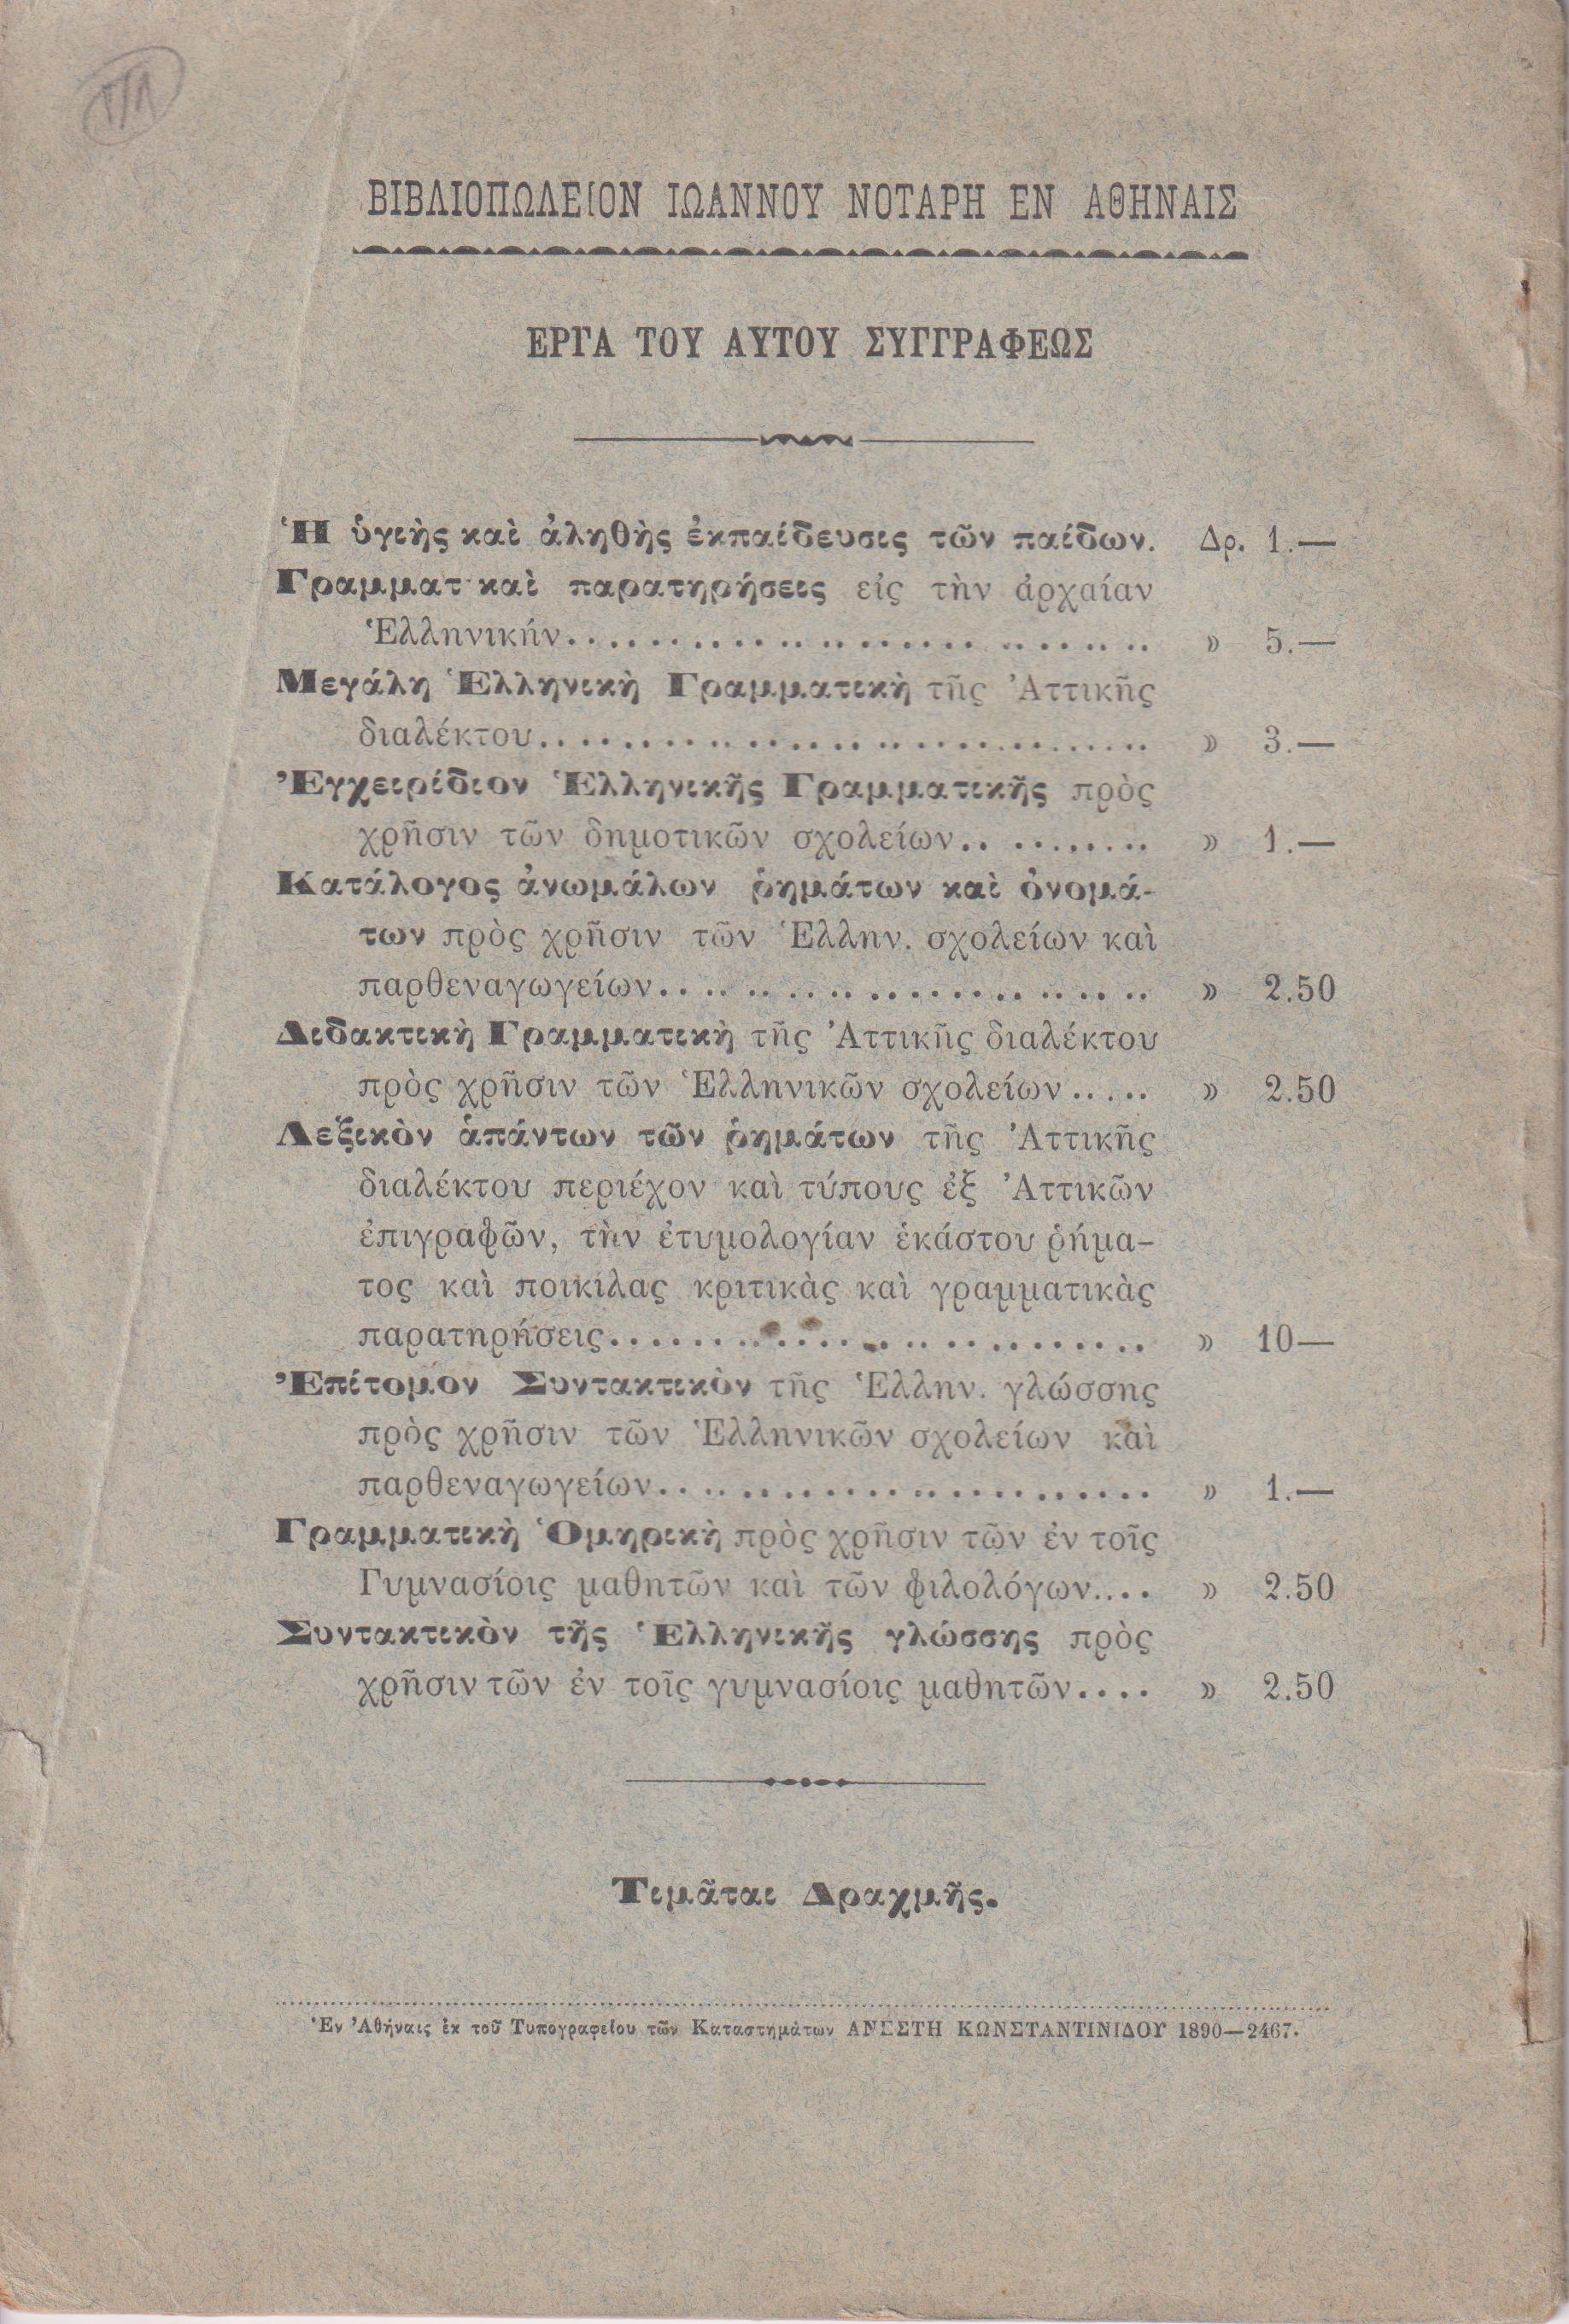 ΒΙΒΛΙΟΠΩΛΕΙΟΝ ΙΩΑΝΝΟΥ ΝΟΤΑΡΗ ΕΝ ΑΘΗΝΑΙΣ
ΕΡΓΑ ΤΟΥ ΑΥΤΟΥ ΣΥΓΓΡΑΦΕΩΣ
Ἡ ὑγιὴς καὶ ἀληθὴς ἐκπαίδευσις τῶν παίδων. Δρ. 1.—
Γραμματ·καὶ παρατηρήσεις εἰς τὴν ἀρχαίαν
Ἑλληνικήν........................ » 5.—
Μεγάλη Ἑλληνικὴ Γραμματικὴ τῆς Ἀττικῆς
διαλέκτου........................ » 3.—
Ἐγχειρίδιον Ἑλληνικῆς Γραμματικῆς πρὸς
χρῆσιν τῶν δημοτικῶν σχολείων.. ....... » 1.—
Κατάλογος ἀνωμάλων ῥημάτων καὶ ὀνομά-
των πρὸς χρῆσιν τῶν Ἑλλην. σχολείων καὶ
παρθεναγωγείων.................... » 2.50
Διδακτικὴ Γραμματικὴ τῆς Ἀττικῆς διαλέκτου
πρὸς χρῆσιν τῶν Ἑλληνικῶν σχολείων..... » 2.50
Λεξικὸν ἁπάντων τῶν ῥημάτων τῆς Ἀττικῆς
διαλέκτου περιέχον καὶ τύπους ἐξ Ἀττικῶν
ἐπιγραφῶν, τὴν ἐτυμολογίαν ἑκάστου ῥήμα-
τος καὶ ποικίλας κριτικὰς καὶ γραμματικὰς
παρατηρήσεις...................... » 10—
Ἐπίτομον Συντακτικὸν τῆς Ἑλλην. γλώσσης
πρὸς χρῆσιν τῶν Ἑλληνικῶν σχολείων καὶ
παρθεναγωγείων.................... » 1.—
Γραμματικὴ Ὁμηρικὴ πρὸς χρῆσιν τῶν ἐν τοῖς
Γυμνασίοις μαθητῶν καὶ τῶν φιλολόγων.... » 2.50
Συντακτικὸν τῆς Ἑλληνικῆς γλώσσης πρὸς
χρῆσιν τῶν ἐν τοῖς γυμνασίοις μαθητῶν.... » 2.50
Τιμᾶται Δραχμῆς.
Ἐν Ἀθήναις ἐκ τοῦ Τυπογραφείου τῶν Καταστημάτων ΑΝΕΣΤΗ ΚΩΝΣΤΑΝΤΙΝΙΔΟΥ 1890—2467.